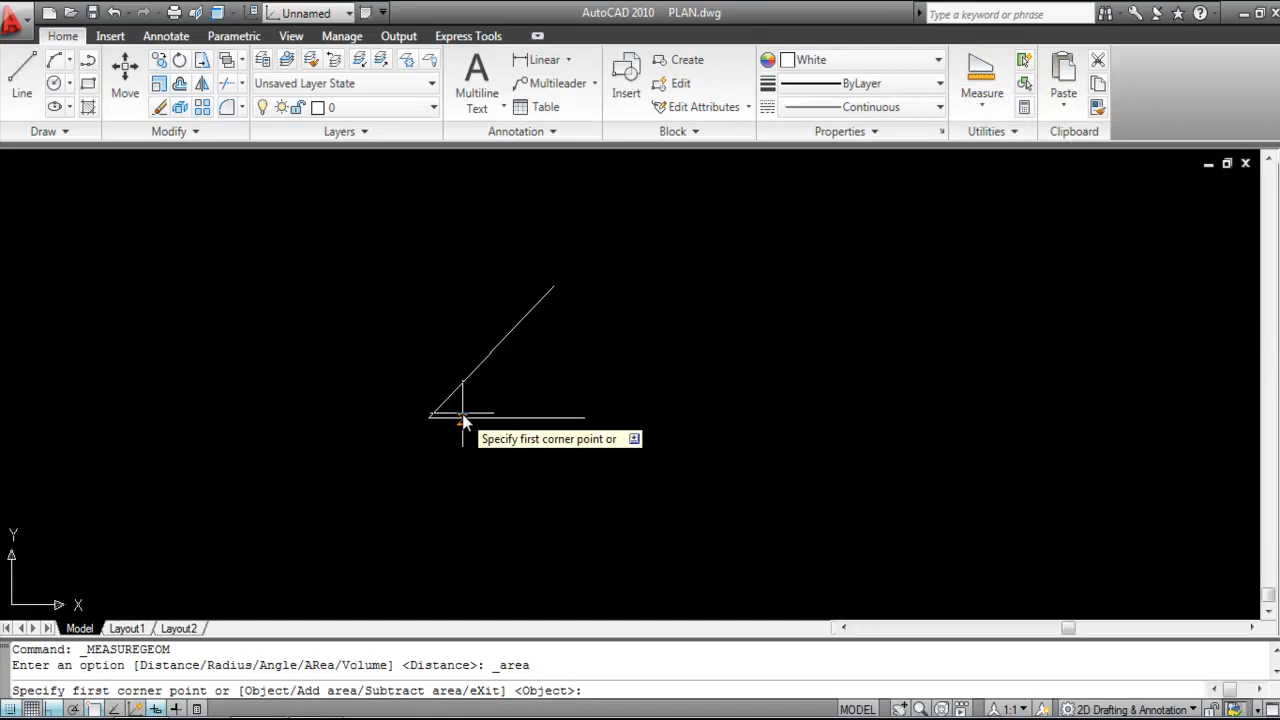 Unnamed
AutoCAD 2010 PLAN.dwg
Type a keyword or phrase
Home Insert Annotate Parametric View Manage Output Express Tools
Line
Move
Unsaved Layer State
0
Multiline
Text
Linear
Multileader
Table
Insert
Create
Edit
Edit Attributes
White
ByLayer
Continuous
Measure
Paste
Draw Modify Layers Annotation Block Properties Utilities Clipboard
Specify first corner point or
Y
X
Model Layout1 Layout2
Command: _MEASUREGEOM
Enter an option [Distance/Radius/Angle/ARea/Volume] <Distance>: _area
Specify first corner point or [Object/Add area/Subtract area/eXit] <Object>:
MODEL 1:1 2D Drafting & Annotation